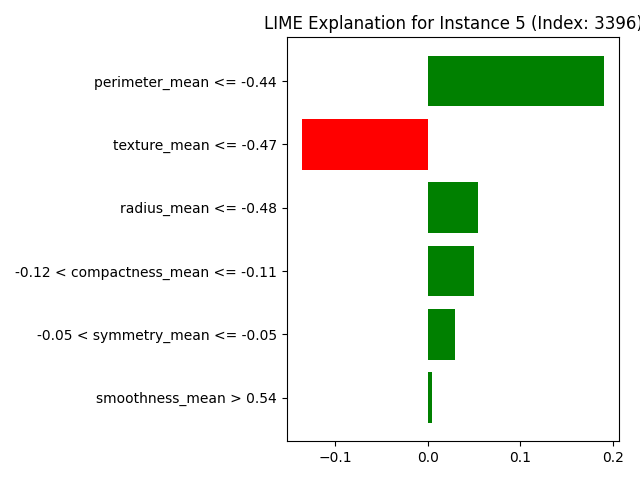 LIME Explanation for Instance 5 (Index: 3396)
perimeter_mean <= -0.44
texture_mean <= -0.47
radius_mean <= -0.48
-0.12 < compactness_mean <= -0.11
-0.05 < symmetry_mean <= -0.05
smoothness_mean > 0.54
−0.1 0.0 0.1 0.2